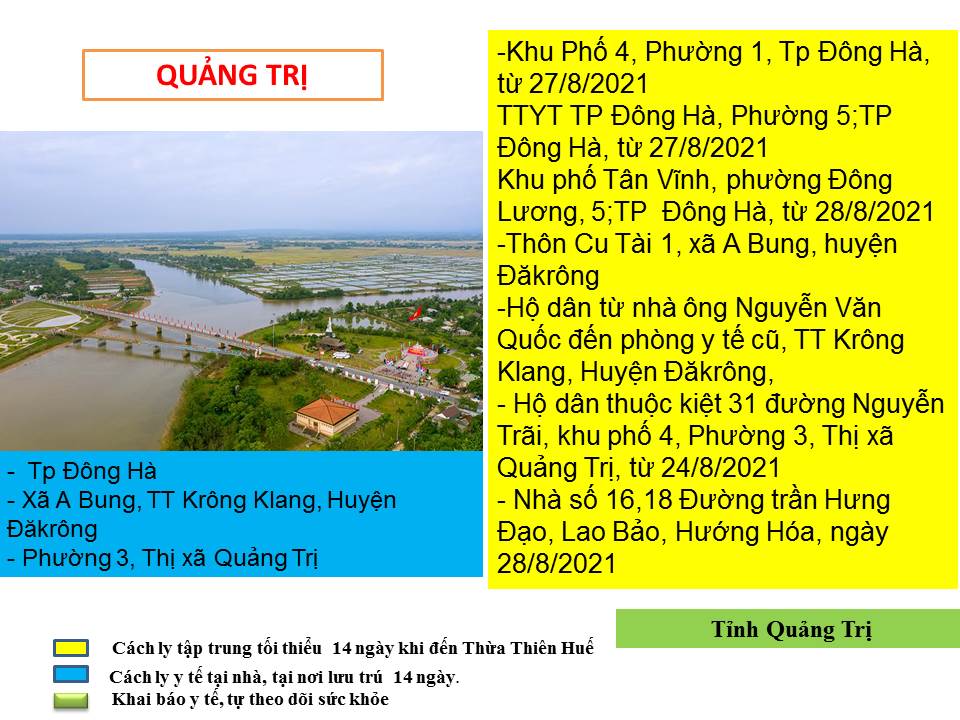 QUẢNG TRỊ
-Khu Phố 4, Phường 1, Tp Đông Hà,
từ 27/8/2021
TTYT TP Đông Hà, Phường 5;TP
Đông Hà, từ 27/8/2021
Khu phố Tân Vĩnh, phường Đông
Lương, 5;TP Đông Hà, từ 28/8/2021
-Thôn Cu Tài 1, xã A Bung, huyện
Đăkrông
-Hộ dân từ nhà ông Nguyễn Văn
Quốc đến phòng y tế cũ, TT Krông
Klang, Huyện Đăkrông,
- Hộ dân thuộc kiệt 31 đường Nguyễn
Trãi, khu phố 4, Phường 3, Thị xã
Quảng Trị, từ 24/8/2021
- Nhà số 16,18 Đường trần Hưng
Đạo, Lao Bảo, Hướng Hóa, ngày
28/8/2021
- Tp Đông Hà
- Xã A Bung, TT Krông Klang, Huyện
Đăkrông
- Phường 3, Thị xã Quảng Trị
Tỉnh Quảng Trị
Cách ly tập trung tối thiểu 14 ngày khi đến Thừa Thiên Huế
Cách ly y tế tại nhà, tại nơi lưu trú 14 ngày.
Khai báo y tế, tự theo dõi sức khỏe